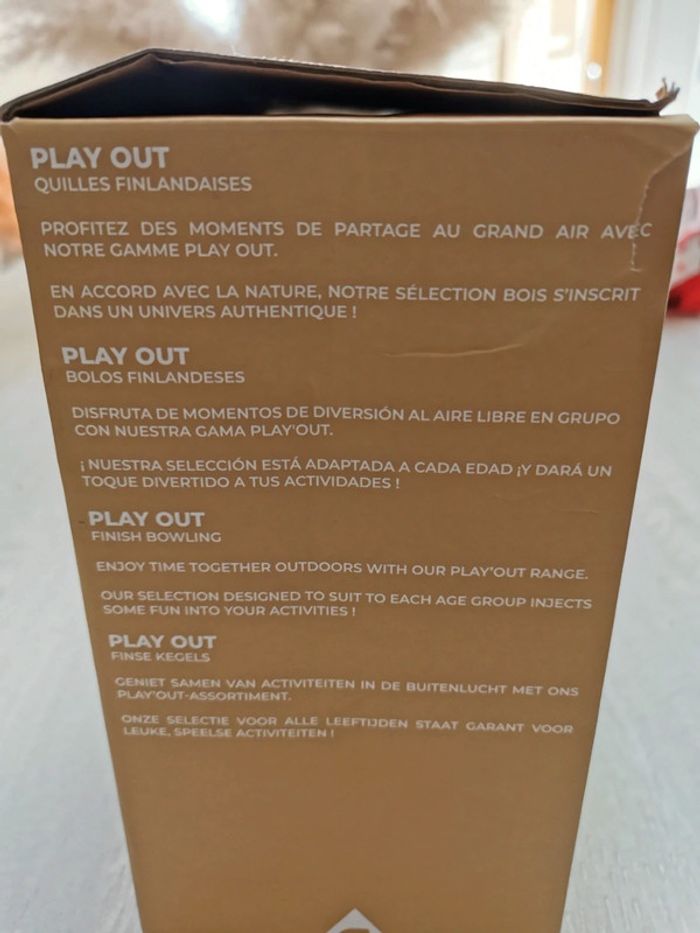 PLAY OUT
QUILLES FINLANDAISES
PROFITEZ DES MOMENTS DE PARTAGE AU GRAND AIR AVEC
NOTRE GAMME PLAY OUT.
EN ACCORD AVEC LA NATURE, NOTRE SÉLECTION BOIS S'INSCRIT
DANS UN UNIVERS AUTHENTIQUE !
PLAY OUT
BOLOS FINLANDESES
DISFRUTA DE MOMENTOS DE DIVERSIÓN AL AIRE LIBRE EN GRUPO
CON NUESTRA GAMA PLAY'OUT.
¡ NUESTRA SELECCIÓN ESTÁ ADAPTADA A CADA EDAD ¡Y DARÁ UN
TOQUE DIVERTIDO A TUS ACTIVIDADES !
PLAY OUT
FINISH BOWLING
ENJOY TIME TOGETHER OUTDOORS WITH OUR PLAY'OUT RANGE.
OUR SELECTION DESIGNED TO SUIT TO EACH AGE GROUP INJECTS
SOME FUN INTO YOUR ACTIVITIES !
PLAY OUT
FINSE KEGELS
GENIET SAMEN VAN ACTIVITEITEN IN DE BUITENLUCHT MET ONS
PLAY'OUT-ASSORTIMENT.
ONZE SELECTIE VOOR ALLE LEEFTIJDEN STAAT GARANT VOOR
LEUKE, SPEELSE ACTIVITEITEN !